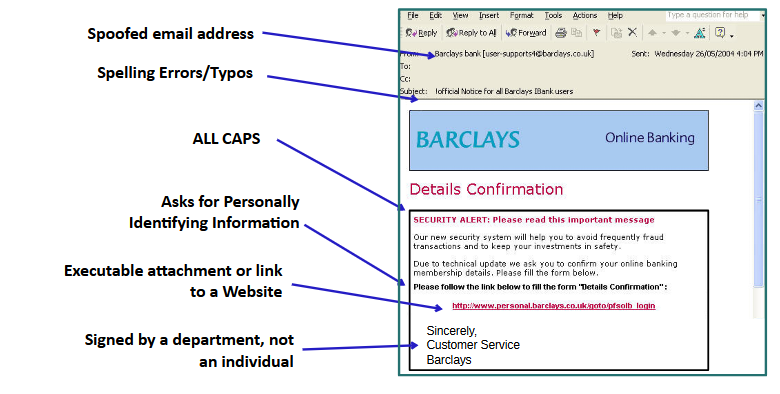 Spoofed email address
Spelling Errors/Typos
ALL CAPS
Asks for Personally
Identifying Information
Executable attachment or link
to a Website
Signed by a department, not
an individual
File Edit View Insert Format Tools Actions Help Type a question for help
Reply Reply to All Forward
From: Barclays bank [user-supports4@barclays.co.uk] Sent: Wednesday 26/05/2004 4:04 PM
To:
Cc:
Subject: !official Notice for all Barclays IBank users
BARCLAYS Online Banking
Details Confirmation
SECURITY ALERT: Please read this important message
Our new security system will help you to avoid frequently fraud
transactions and to keep your investments in safety.
Due to technical update we ask you to confirm your online banking
membership details. Please fill the form below.
Please follow the link below to fill the form "Details Confirmation" :
http://www.personal.barclays.co.uk/goto/pfsolb_login
Sincerely,
Customer Service
Barclays